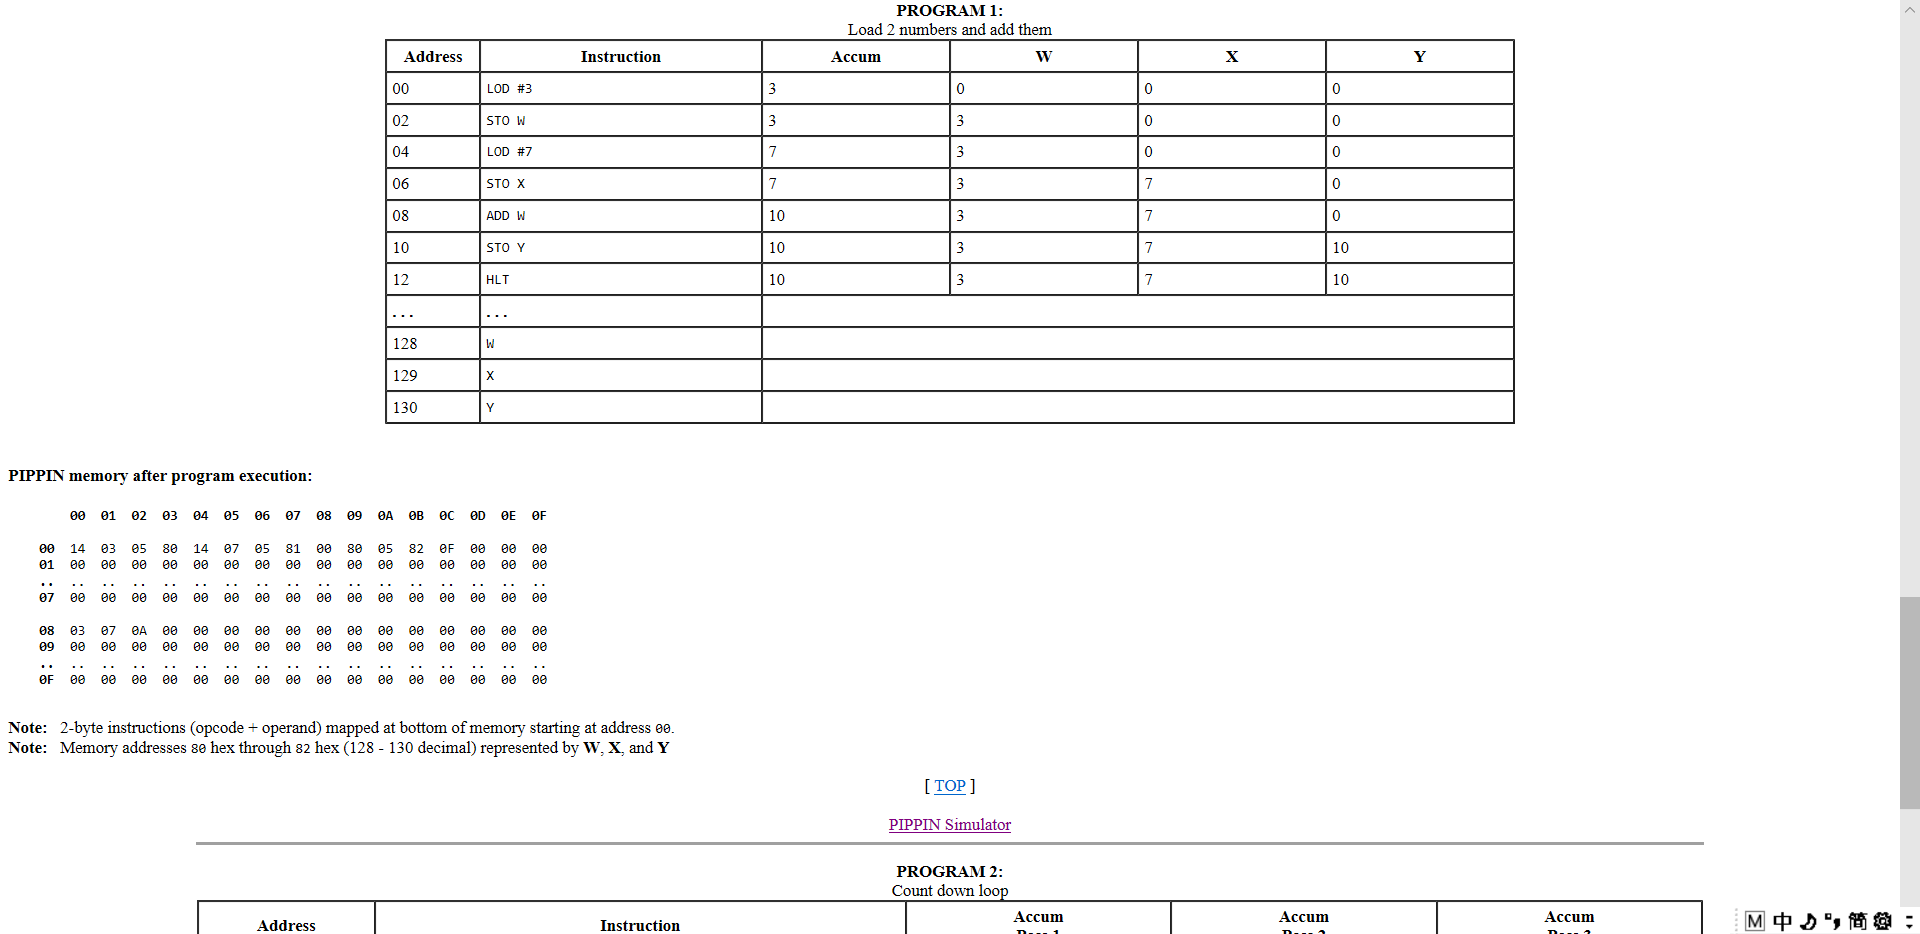 PROGRAM 1:
Load 2 numbers and add them
Address Instruction Accum W X Y
00 LOD #3 3 0 0 0
02 STO W 3 3 0 0
04 LOD #7 7 3 0 0
06 STO X 7 3 7 0
08 ADD W 10 3 7 0
10 STO Y 10 3 7 10
12 HLT 10 3 7 10
... ...
128 W
129 X
130 Y
PIPPIN memory after program execution:
00 01 02 03 04 05 06 07 08 09 0A 0B 0C 0D 0E 0F
00 14 03 05 80 14 07 05 81 00 80 05 82 0F 00 00 00
01 00 00 00 00 00 00 00 00 00 00 00 00 00 00 00 00
.. .. .. .. .. .. .. .. .. .. .. .. .. .. .. .. ..
07 00 00 00 00 00 00 00 00 00 00 00 00 00 00 00 00
08 03 07 0A 00 00 00 00 00 00 00 00 00 00 00 00 00
09 00 00 00 00 00 00 00 00 00 00 00 00 00 00 00 00
.. .. .. .. .. .. .. .. .. .. .. .. .. .. .. .. ..
0F 00 00 00 00 00 00 00 00 00 00 00 00 00 00 00 00
Note: 2-byte instructions (opcode + operand) mapped at bottom of memory starting at address 00.
Note: Memory addresses 80 hex through 82 hex (128 - 130 decimal) represented by W, X, and Y
[ TOP ]
PIPPIN Simulator
PROGRAM 2:
Count down loop
Address Instruction Accum Accum Accum
Pass 1 Pass 2 Pass 3
M 中 简